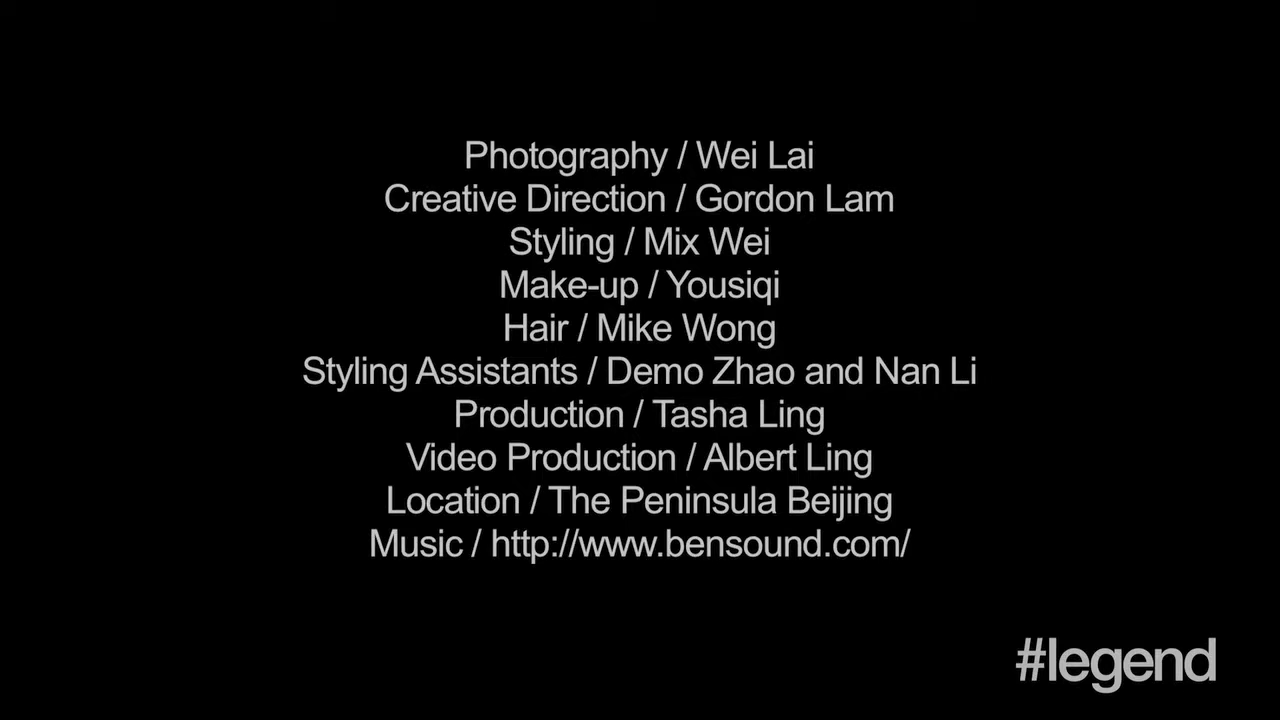 Photography / Wei Lai
Creative Direction / Gordon Lam
Styling / Mix Wei
Make-up / Yousiqi
Hair / Mike Wong
Styling Assistants / Demo Zhao and Nan Li
Production / Tasha Ling
Video Production / Albert Ling
Location / The Peninsula Beijing
Music / http://www.bensound.com/
#legend